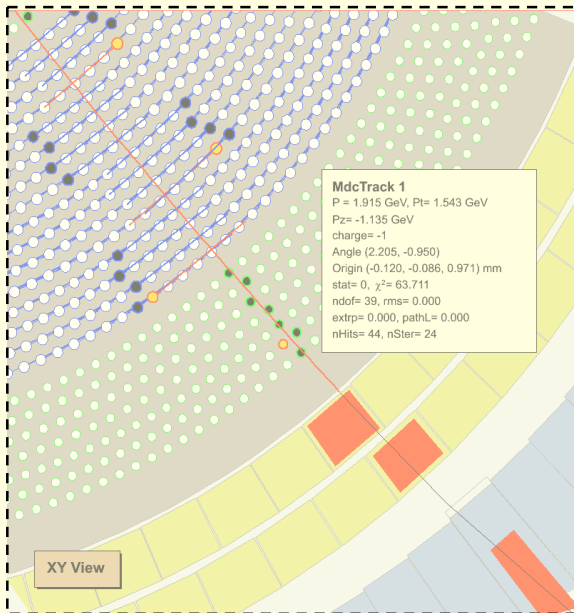 MdcTrack 1
P = 1.915 GeV, Pt= 1.543 GeV
Pz= -1.135 GeV
charge= -1
Angle (2.205, -0.950)
Origin (-0.120, -0.086, 0.971) mm
stat= 0, χ²= 63.711
ndof= 39, rms= 0.000
extrp= 0.000, pathL= 0.000
nHits= 44, nSter= 24
XY View